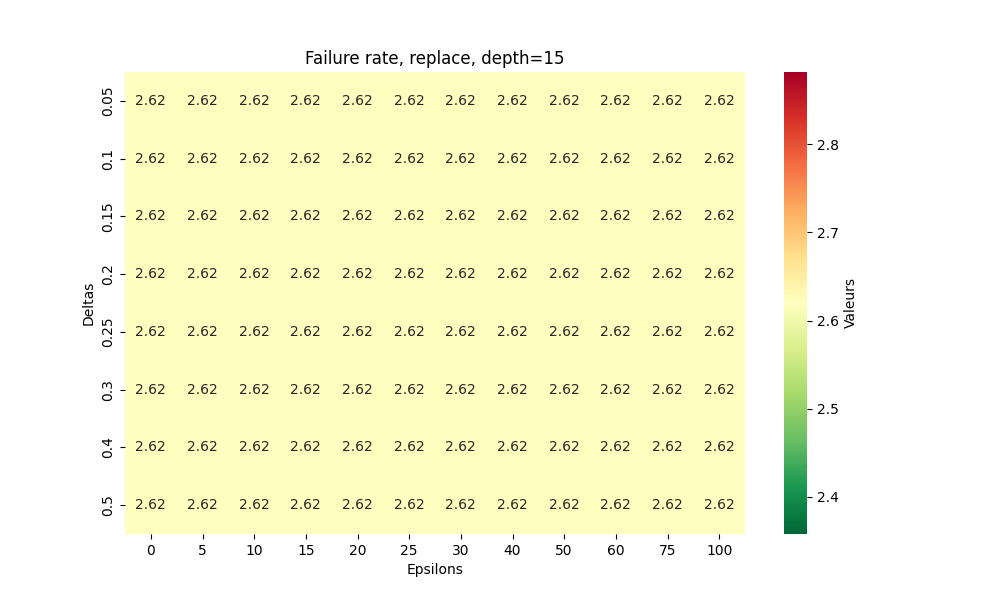 Failure rate, replace, depth=15
0.05 2.62 2.62 2.62 2.62 2.62 2.62 2.62 2.62 2.62 2.62 2.62 2.62
0.1 2.62 2.62 2.62 2.62 2.62 2.62 2.62 2.62 2.62 2.62 2.62 2.62
0.15 2.62 2.62 2.62 2.62 2.62 2.62 2.62 2.62 2.62 2.62 2.62 2.62
0.2 2.62 2.62 2.62 2.62 2.62 2.62 2.62 2.62 2.62 2.62 2.62 2.62
0.25 2.62 2.62 2.62 2.62 2.62 2.62 2.62 2.62 2.62 2.62 2.62 2.62
0.3 2.62 2.62 2.62 2.62 2.62 2.62 2.62 2.62 2.62 2.62 2.62 2.62
0.4 2.62 2.62 2.62 2.62 2.62 2.62 2.62 2.62 2.62 2.62 2.62 2.62
0.5 2.62 2.62 2.62 2.62 2.62 2.62 2.62 2.62 2.62 2.62 2.62 2.62
Deltas
0 5 10 15 20 25 30 40 50 60 75 100
Epsilons
2.8
2.7
2.6
2.5
2.4
Valeurs